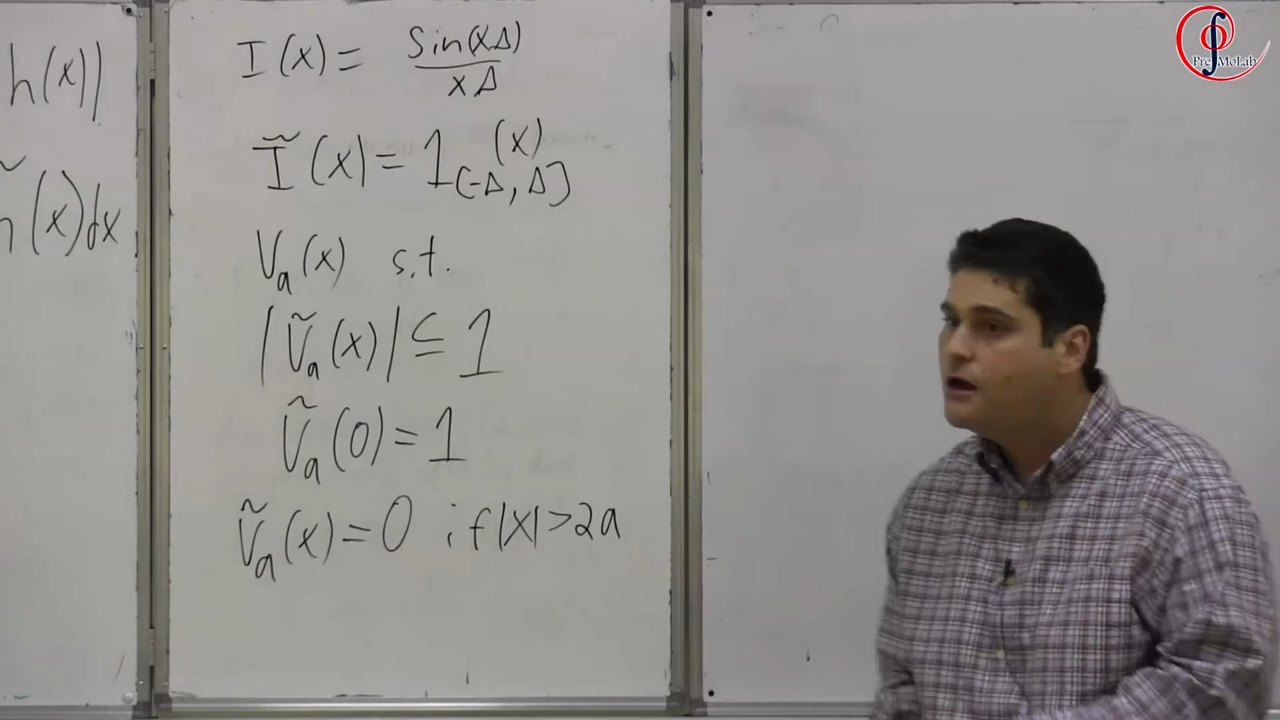 h(x))
h̃(x)dx
I(x) = sin(xΔ)/xΔ
Ĩ(x) = 1[-Δ, Δ](x)
Va(x) s.t.
|Ṽa(x)| ≤ 1
Ṽa(0) = 1
Ṽa(x) = 0 if |x| > 2a
PreMoLab